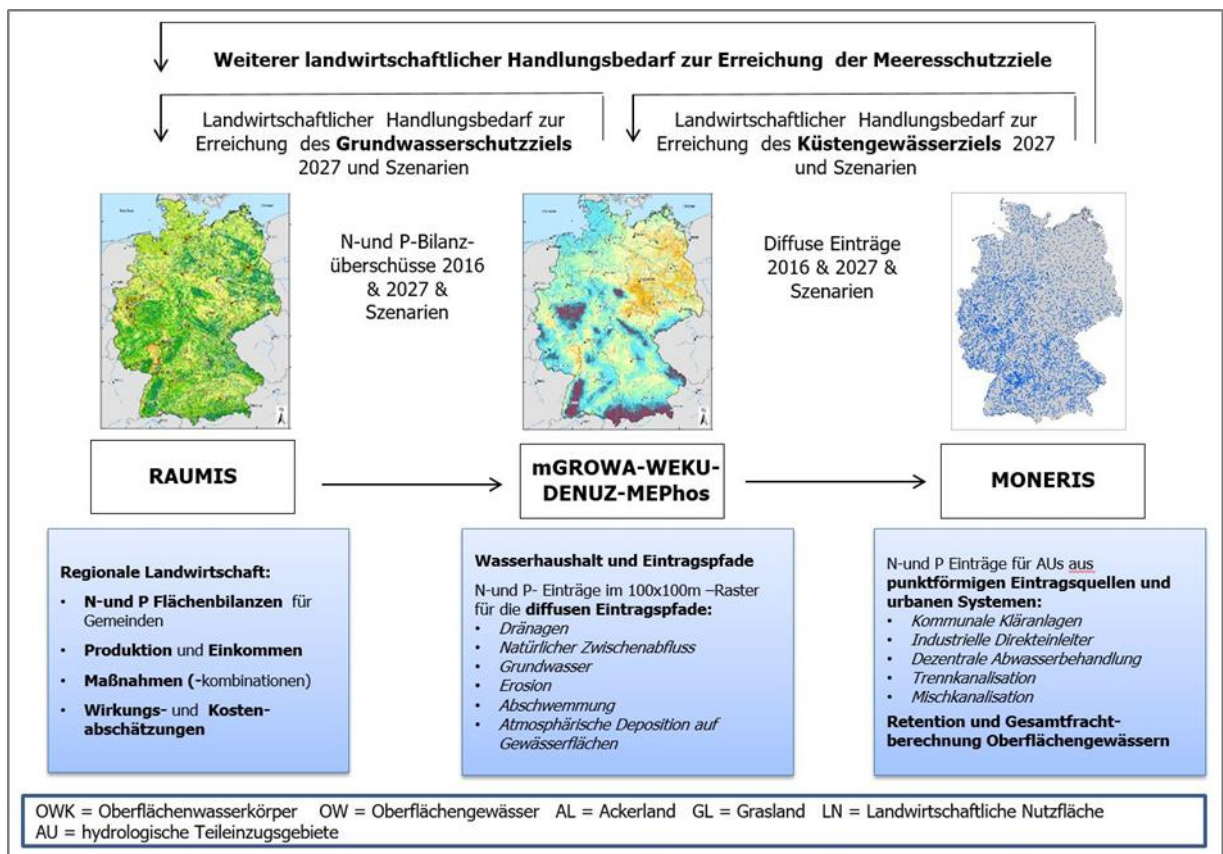 Weiterer landwirtschaftlicher Handlungsbedarf zur Erreichung der Meeresschutzziele
Landwirtschaftlicher Handlungsbedarf zur
Erreichung des Grundwasserschutzziels
2027 und Szenarien
Landwirtschaftlicher Handlungsbedarf zur
Erreichung des Küstengewässerziels 2027
und Szenarien
N-und P-Bilanz-
überschüsse 2016
& 2027 &
Szenarien
Diffuse Einträge
2016 & 2027 &
Szenarien
RAUMIS
mGROWA-WEKU-
DENUZ-MEPhos
MONERIS
Regionale Landwirtschaft:
• N-und P Flächenbilanzen für
Gemeinden
• Produktion und Einkommen
• Maßnahmen (-kombinationen)
• Wirkungs- und Kosten-
abschätzungen
Wasserhaushalt und Eintragspfade
N-und P- Einträge im 100x100m –Raster
für die diffusen Eintragspfade:
• Dränagen
• Natürlicher Zwischenabfluss
• Grundwasser
• Erosion
• Abschwemmung
• Atmosphärische Deposition auf
Gewässerflächen
N-und P Einträge für AUs aus
punktförmigen Eintragsquellen und
urbanen Systemen:
• Kommunale Kläranlagen
• Industrielle Direkteinleiter
• Dezentrale Abwasserbehandlung
• Trennkanalisation
• Mischkanalisation
Retention und Gesamtfracht-
berechnung Oberflächengewässern
OWK = Oberflächenwasserkörper OW = Oberflächengewässer AL = Ackerland GL = Grasland LN = Landwirtschaftliche Nutzfläche
AU = hydrologische Teileinzugsgebiete